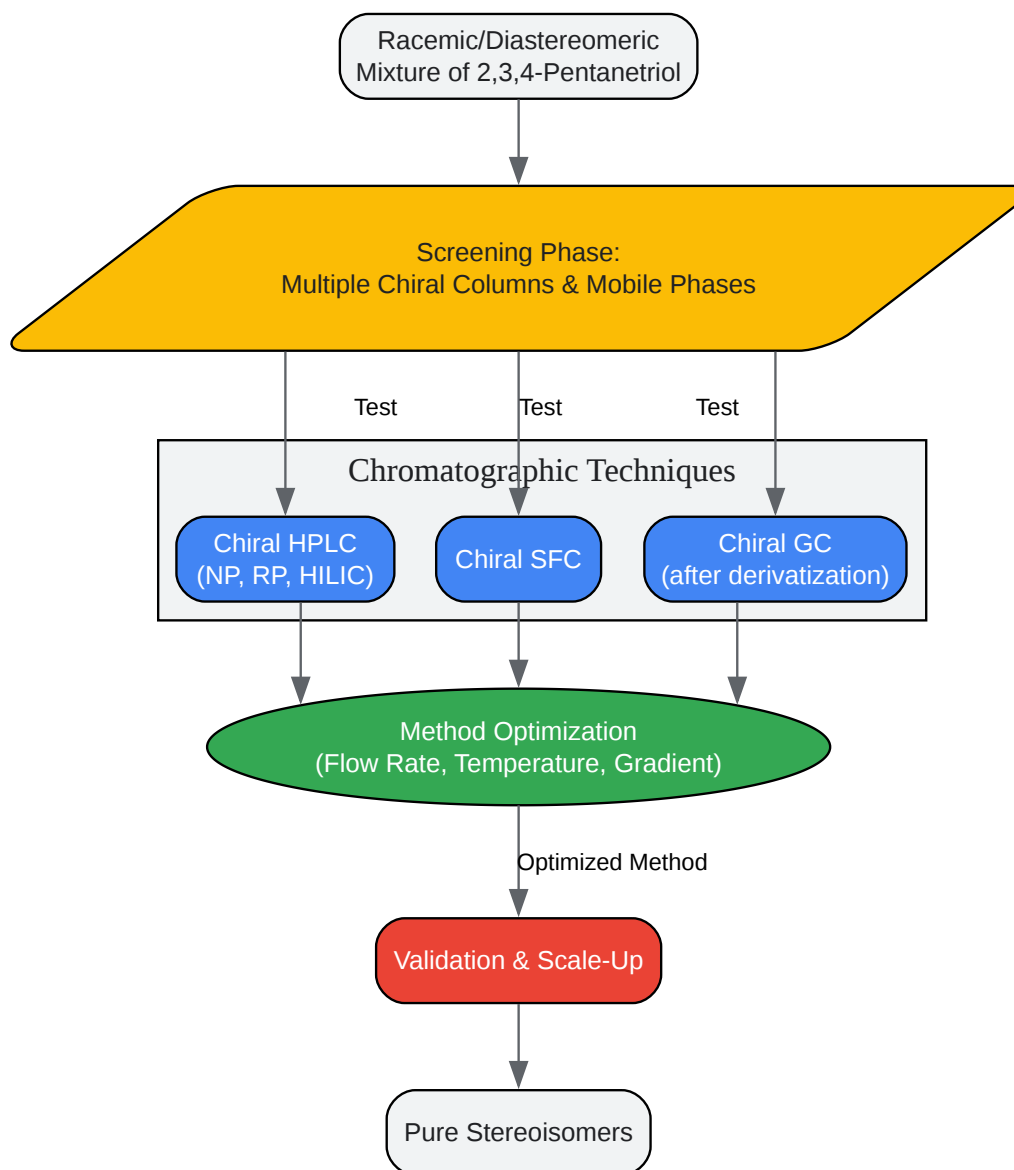 Racemic/Diastereomeric
Mixture of 2,3,4-Pentanetriol
Screening Phase:
Multiple Chiral Columns & Mobile Phases
Test
Test
Test
Chromatographic Techniques
Chiral HPLC
(NP, RP, HILIC)
Chiral SFC
Chiral GC
(after derivatization)
Method Optimization
(Flow Rate, Temperature, Gradient)
Optimized Method
Validation & Scale-Up
Pure Stereoisomers